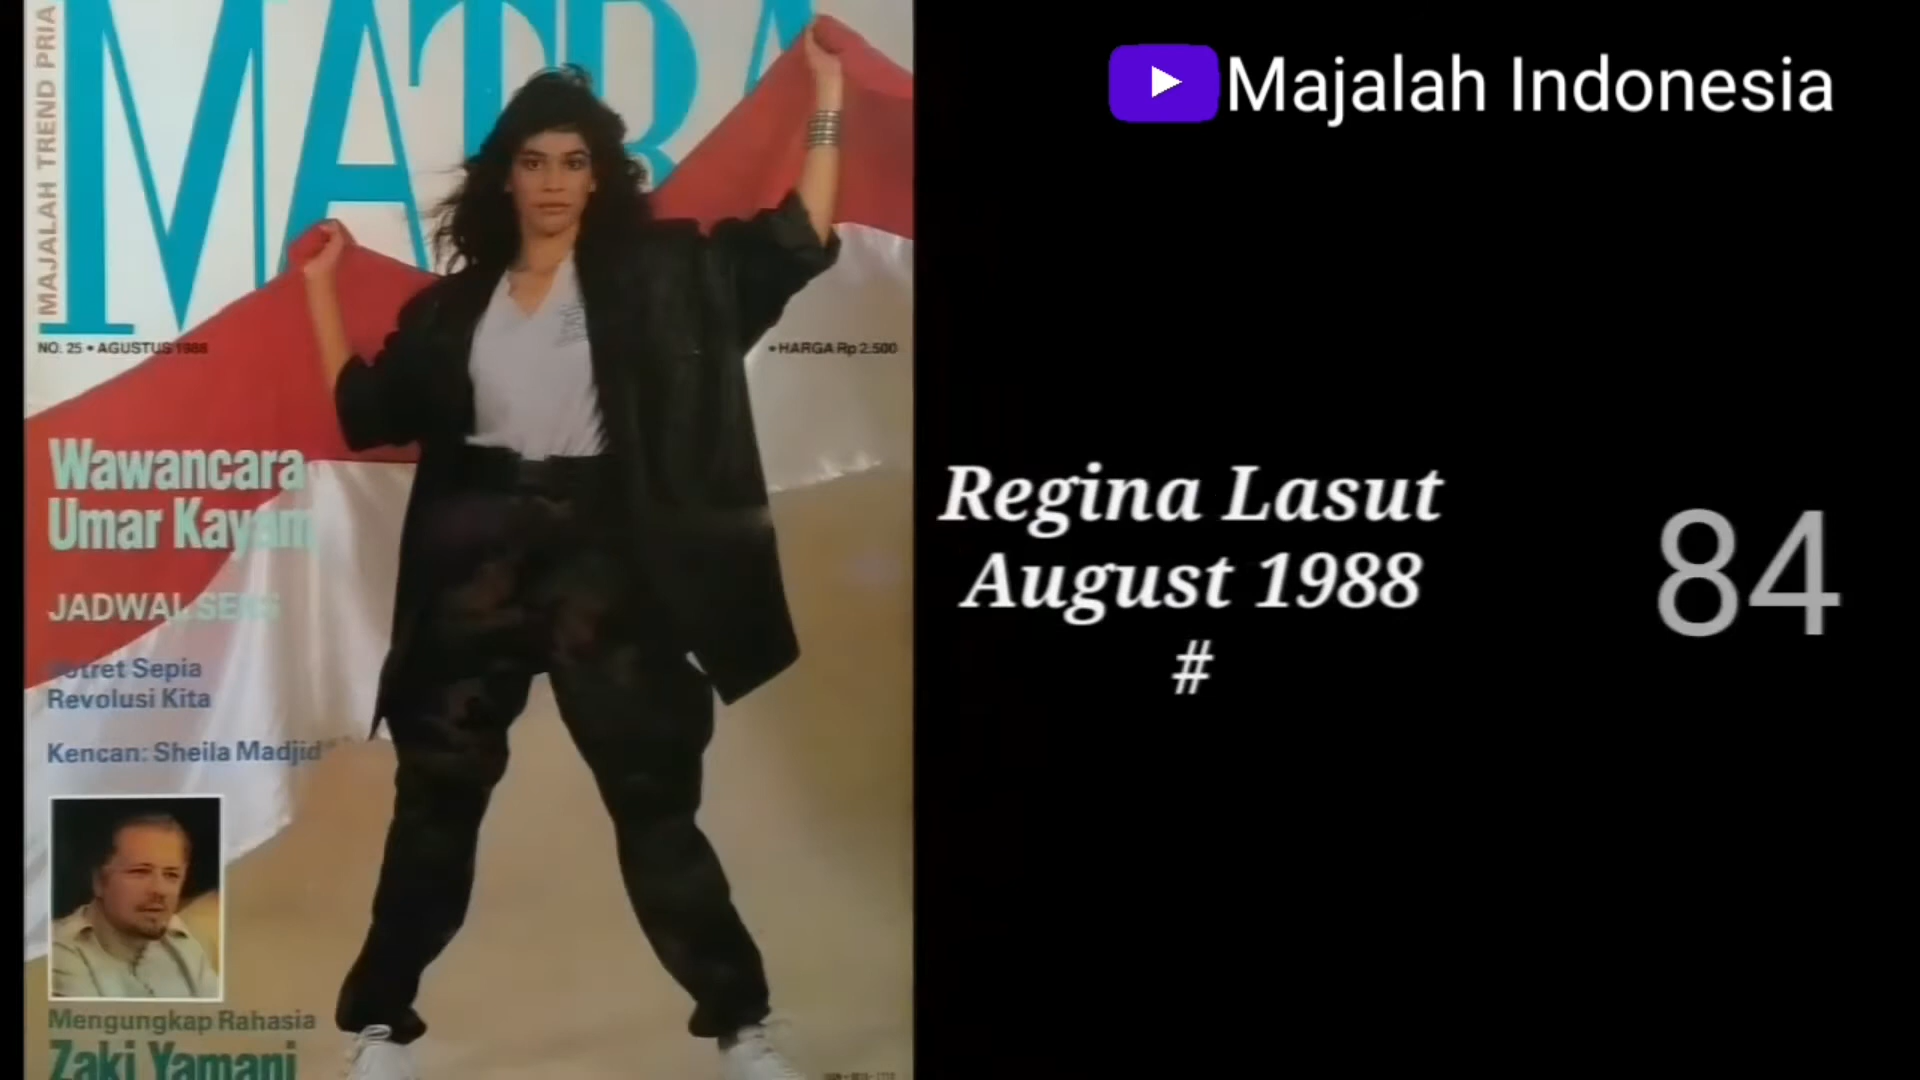 MATRA
MAJALAH TREND PRIA
NO. 25 • AGUSTUS 1988
• HARGA Rp 2.500
Wawancara
Umar Kayam
JADWAL
Potret Sepia
Revolusi Kita
Kencan: Sheila Madjid
Mengungkap Rahasia
Zaki Yamani
Majalah Indonesia
Regina Lasut
August 1988
#
84